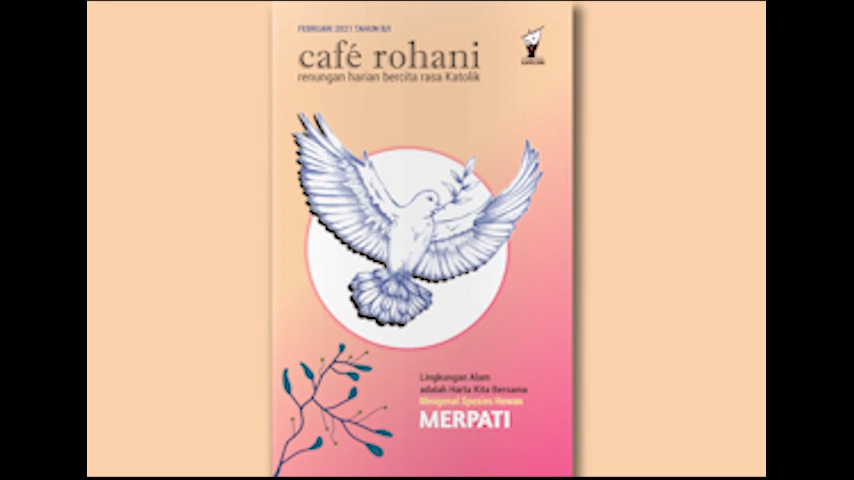 FEBRUARI 2021 TAHUN 8/I
café rohani
renungan harian bercita rasa Katolik
Lingkungan Alam
adalah Harta Kita Bersama
Mengenal Spesies Hewan
MERPATI